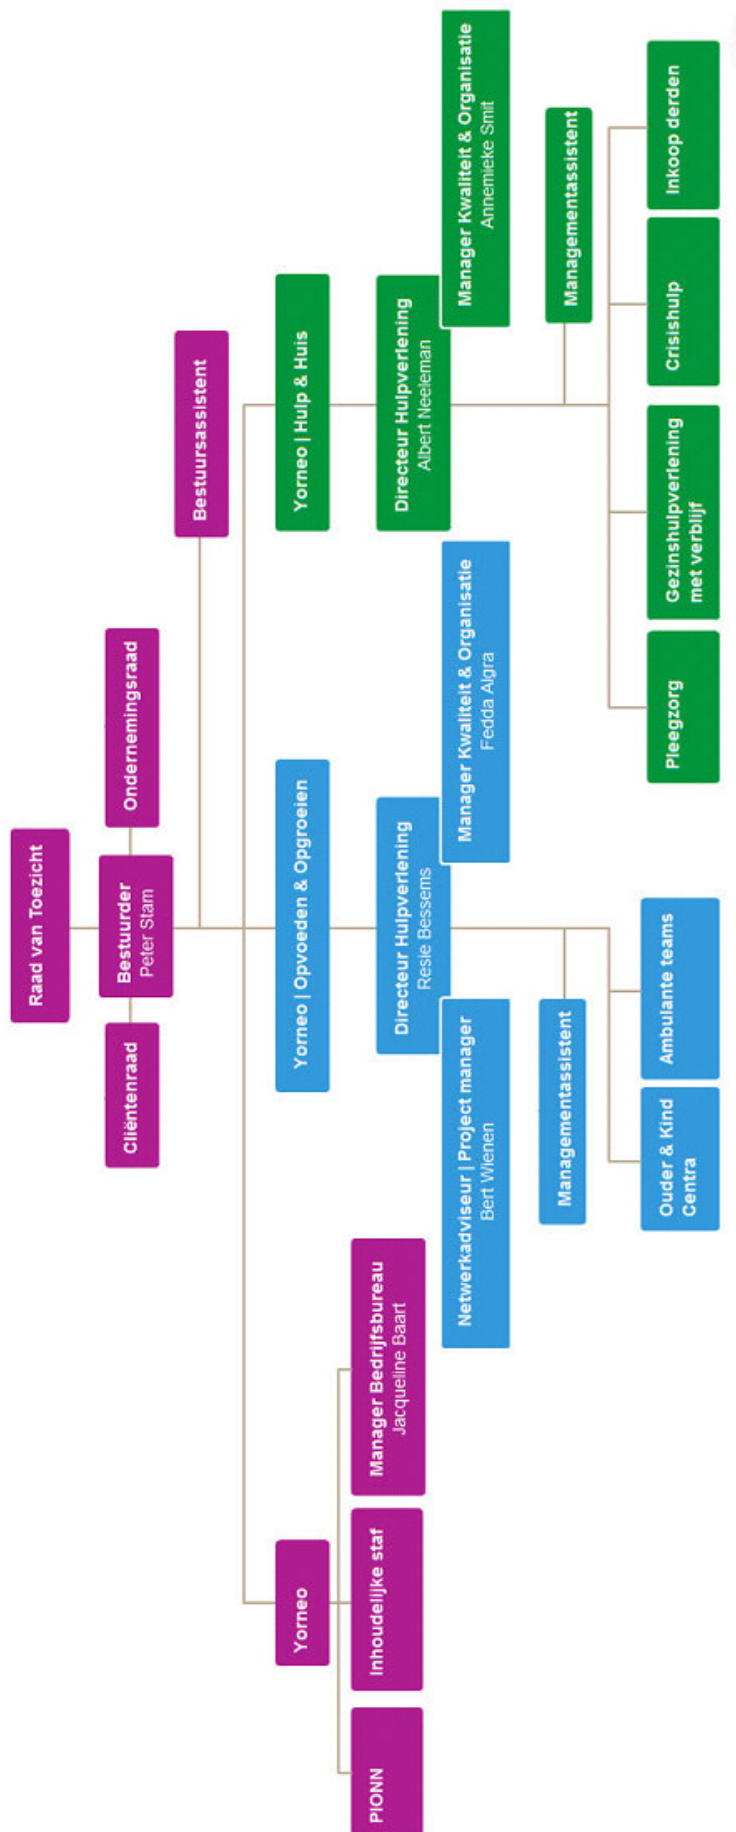 Raad van Toezicht
Cliëntenraad
Bestuurder
Peter Stam
Ondernemingsraad
Bestuursassistent
Yorneo
PIONN
Inhoudelijke staf
Manager Bedrijfsbureau
Jacqueline Baart
Yorneo | Opvoeden & Opgroeien
Directeur Hulpverlening
Resie Bessems
Netwerkadviseur | Project manager
Bert Wienen
Manager Kwaliteit & Organisatie
Fedda Algra
Managementassistent
Ouder & Kind
Centra
Ambulante teams
Yorneo | Hulp & Huis
Directeur Hulpverlening
Albert Neeleman
Manager Kwaliteit & Organisatie
Annemieke Smit
Managementassistent
Pleegzorg
Gezinshulpverlening
met verblijf
Crisishulp
Inkoop derden